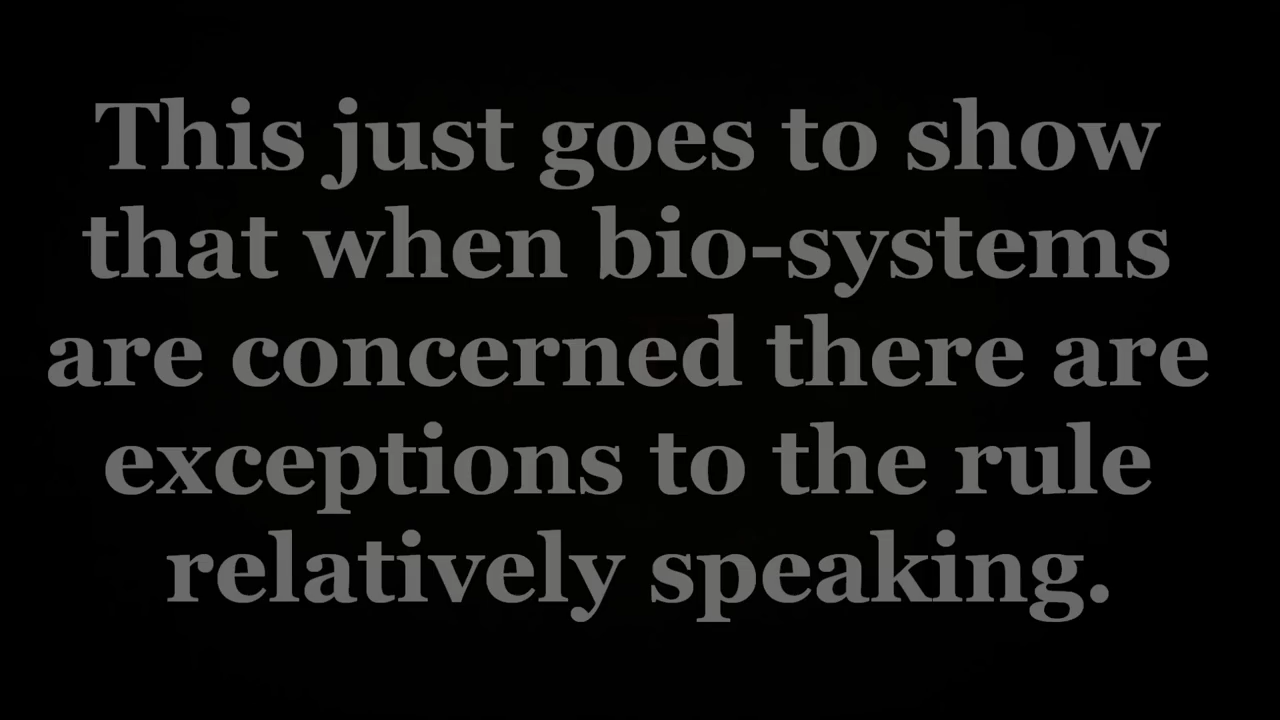 This just goes to show
that when bio-systems
are concerned there are
exceptions to the rule
relatively speaking.